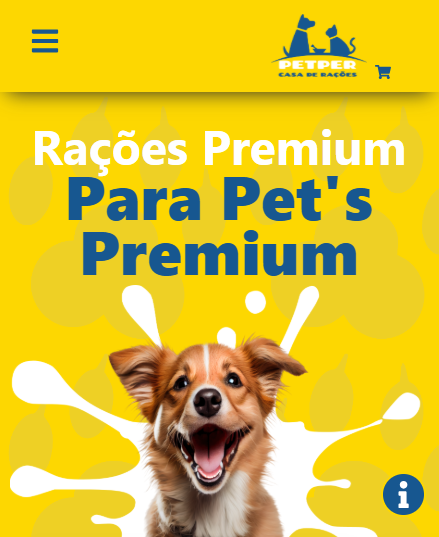 PETPER
CASA DE RAÇÕES
Rações Premium
Para Pet's
Premium